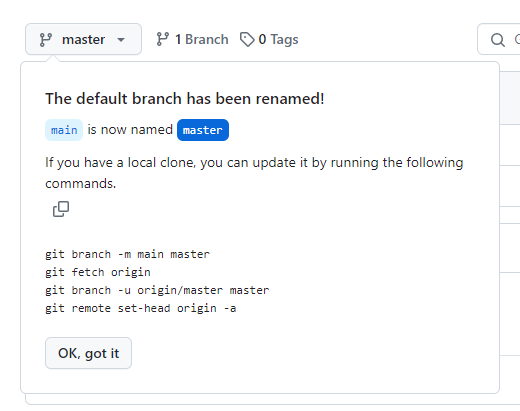 master
1 Branch
0 Tags
The default branch has been renamed!
main is now named master
If you have a local clone, you can update it by running the following
commands.
git branch -m main master
git fetch origin
git branch -u origin/master master
git remote set-head origin -a
OK, got it